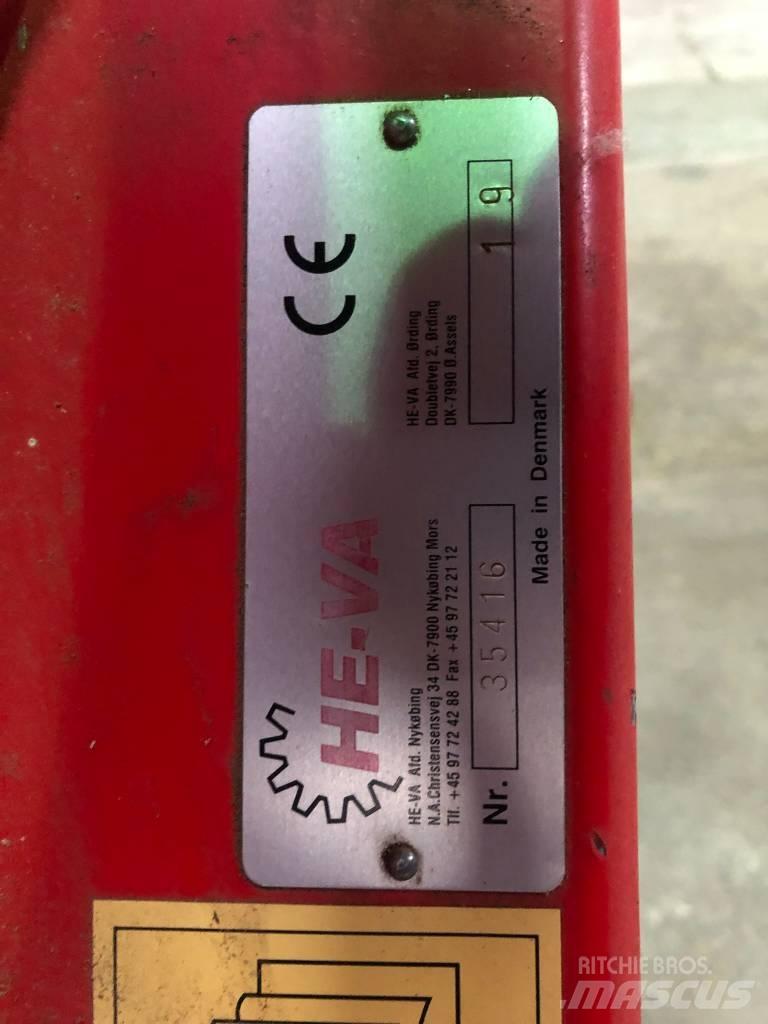 HE-VA
CE
HE-VA Afd. Nykøbing
N.A.Christensensvej 34 DK-7900 Nykøbing Mors
Tlf. +45 97 72 42 88 Fax +45 97 72 21 12
HE-VA Afd. Ørding
Doubletvej 2, Ørding
DK-7990 Ø.Assels
Nr. 35416
19
Made in Denmark
RITCHIE BROS.
MASCUS